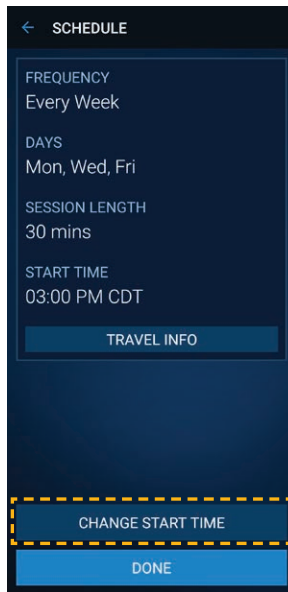 SCHEDULE
FREQUENCY
Every Week
DAYS
Mon, Wed, Fri
SESSION LENGTH
30 mins
START TIME
03:00 PM CDT
TRAVEL INFO
CHANGE START TIME
DONE